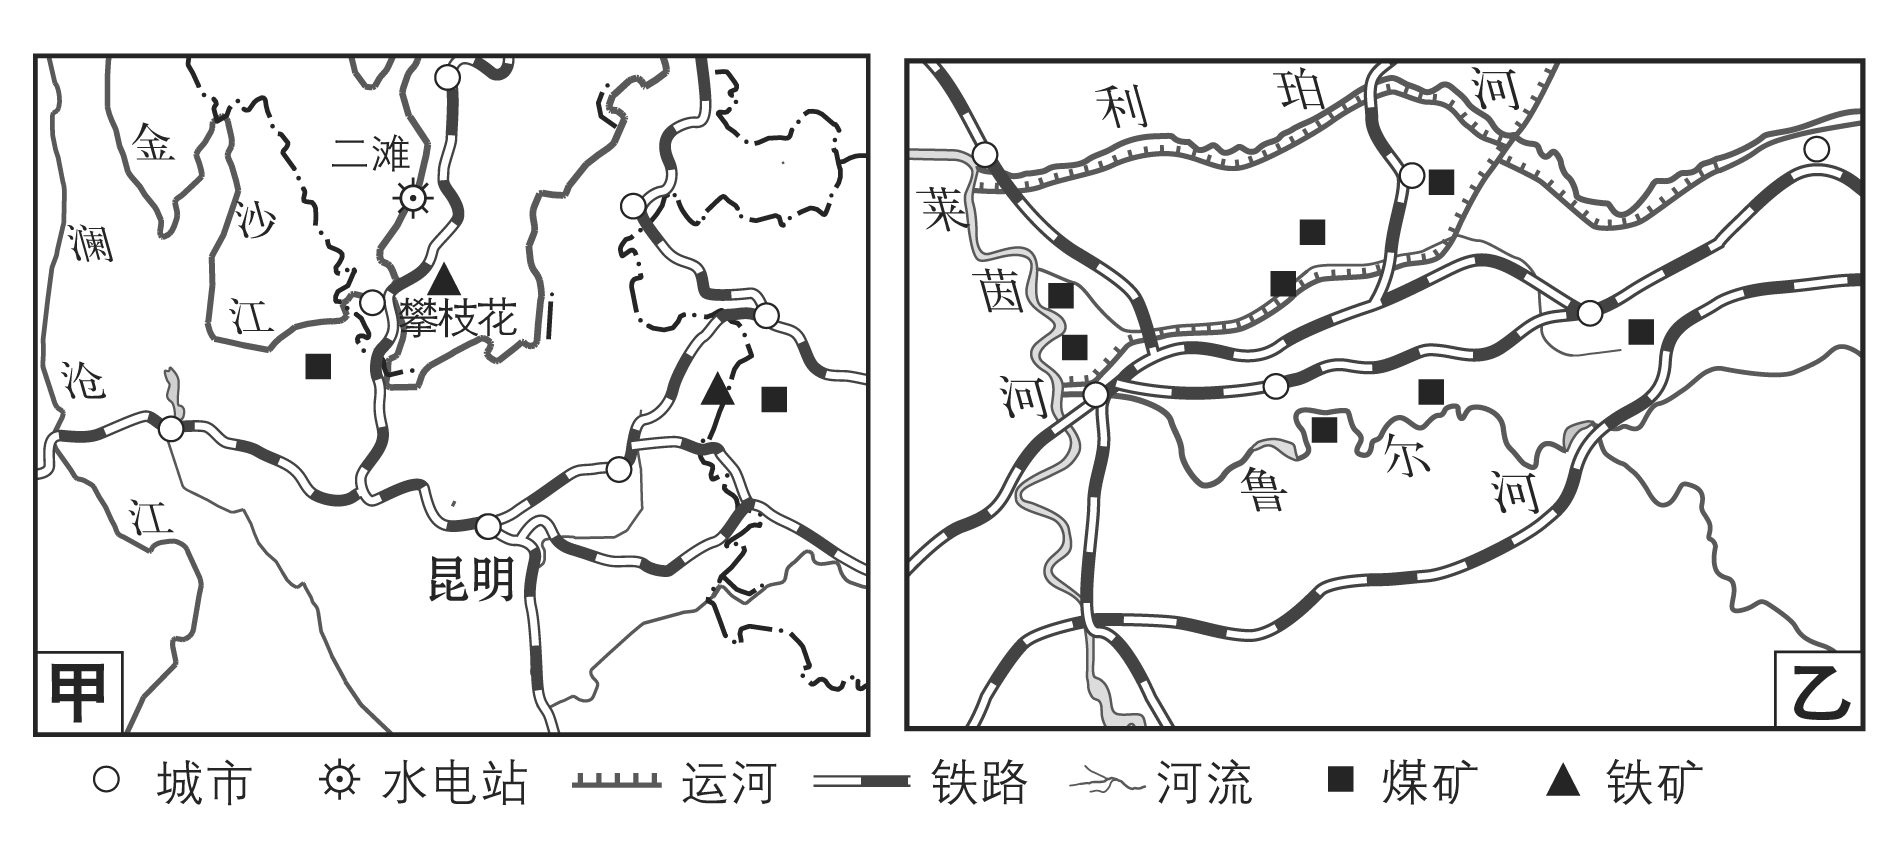 金
沙
江
澜
沧
江
二滩
攀枝花
昆明
甲
利
珀
河
莱
茵
河
鲁
尔
河
乙
城市
水电站
运河
铁路
河流
煤矿
铁矿